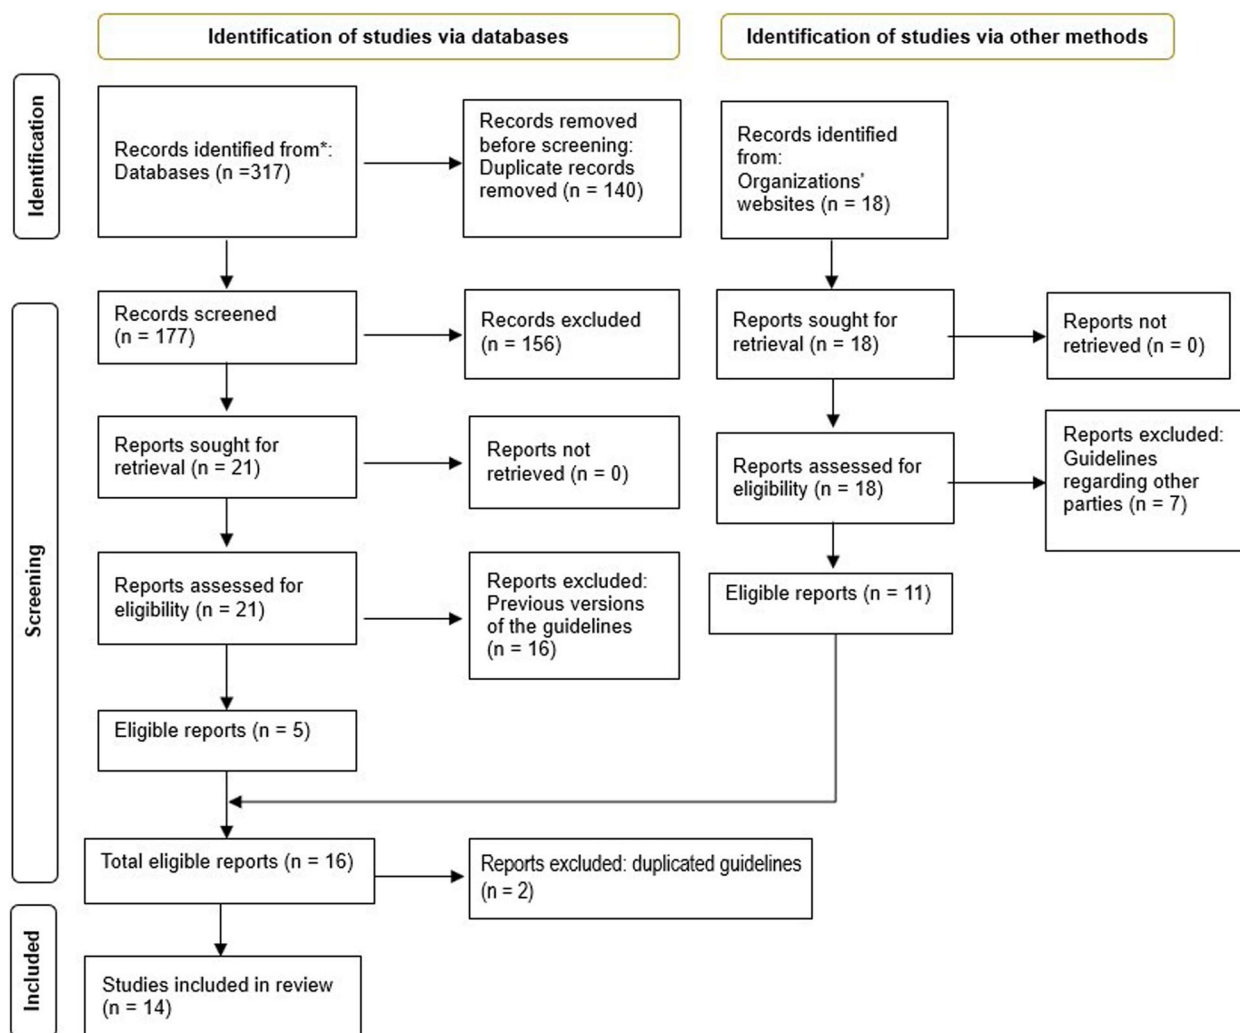 Identification of studies via databases
Identification of studies via other methods
Identification
Records identified from*:
Databases (n =317)
Records removed
before screening:
Duplicate records
removed (n = 140)
Records identified
from:
Organizations'
websites (n = 18)
Screening
Records screened
(n = 177)
Records excluded
(n = 156)
Reports sought for
retrieval (n = 18)
Reports not
retrieved (n = 0)
Reports sought for
retrieval (n = 21)
Reports not
retrieved (n = 0)
Reports assessed for
eligibility (n = 18)
Reports excluded:
Guidelines
regarding other
parties (n = 7)
Reports assessed for
eligibility (n = 21)
Reports excluded:
Previous versions
of the guidelines
(n = 16)
Eligible reports (n = 11)
Eligible reports (n = 5)
Total eligible reports (n = 16)
Reports excluded: duplicated guidelines
(n = 2)
Included
Studies included in review
(n = 14)